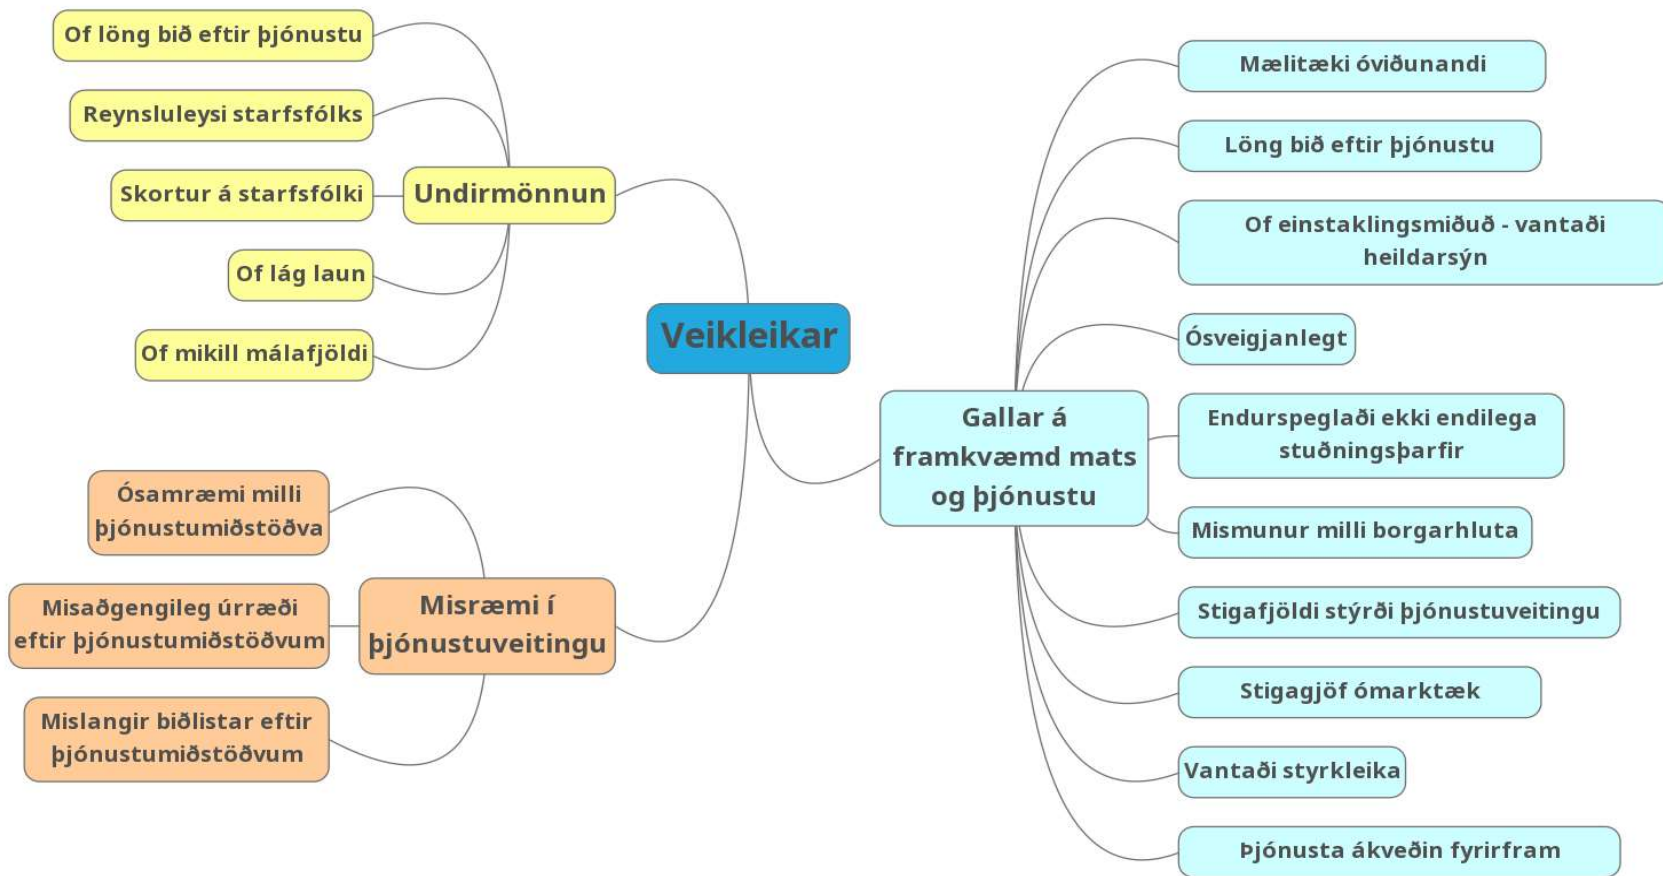 Veikleikar
Undirmönnun
Of löng bið eftir þjónustu
Reynsluleysi starfsfólks
Skortur á starfsfólki
Of lág laun
Of mikill málafjöldi
Misræmi í
þjónustuveitingu
Ósamræmi milli
þjónustumiðstöðva
Misaðgengileg úrræði
eftir þjónustumiðstöðvum
Mislangir biðlistar eftir
þjónustumiðstöðvum
Gallar á
framkvæmd mats
og þjónustu
Mælitæki óviðunandi
Löng bið eftir þjónustu
Of einstaklingsmiðuð - vantaði
heildarsýn
Ósveigjanlegt
Endurspeglaði ekki endilega
stuðningsþarfir
Mismunur milli borgarhluta
Stigafjöldi stýrði þjónustuveitingu
Stigagjöf ómarktæk
Vantaði styrkleika
Þjónusta ákveðin fyrirfram